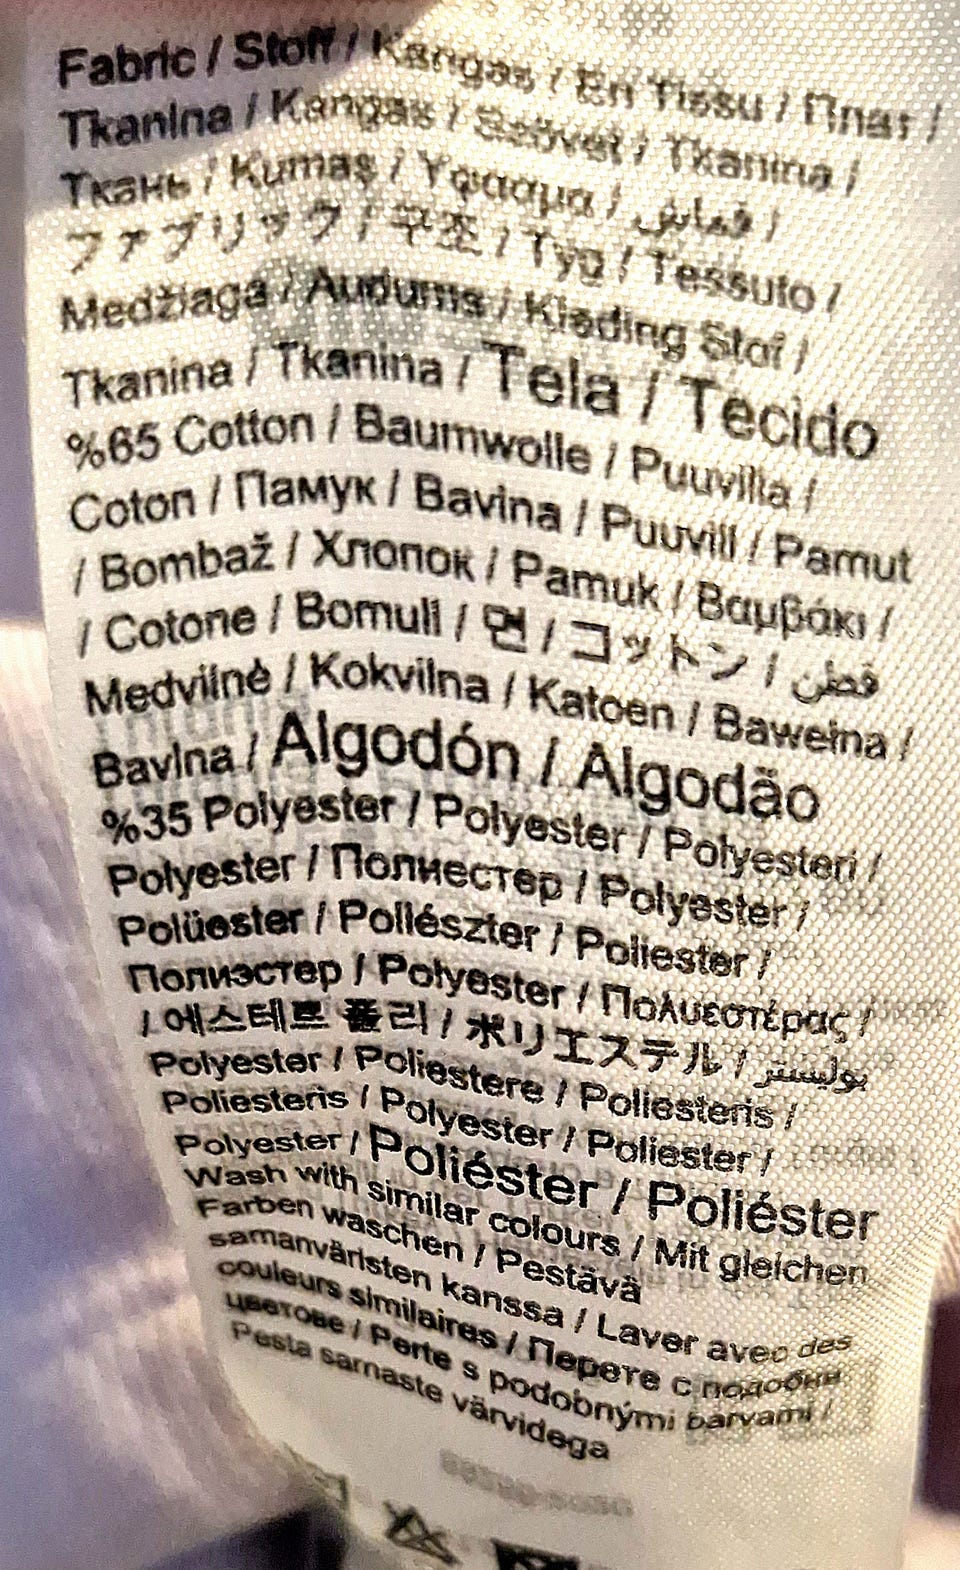 Fabric / Stoff / Kangas / En Tissu / Плат /
Tkanina / Kangas / Szövet / Tkanina /
Ткань / Kumaş / Υφασμα / قماش /
ファブリック / 구조 / Tyg / Tessuto /
Medžiaga / Audums / Kleding Stof /
Tkanina / Tkanina / Tela / Tecido
%65 Cotton / Baumwolle / Puuvilla /
Coton / Памук / Bavlna / Puuvill / Pamut
/ Bombaž / Хлопок / Pamuk / Βαμβάκι /
/ Cotone / Bomull / 면 / コットン / قطن
Medvilnė / Kokvilna / Katoen / Bawełna /
Bavlna / Algodón / Algodão
%35 Polyester / Polyester / Polyesteri /
Polyester / Полиестер / Polyester /
Polüester / Poliészter / Poliester /
Полиэстер / Polyester / Πολυεστέρας /
/ 에스테르 폴리 / ポリエステル / بوليستر
Polyester / Poliestere / Poliesteris /
Poliesteris / Polyester / Poliester /
Polyester / Poliéster / Poliéster
Wash with similar colours / Mit gleichen
Farben waschen / Pestävä
samanväristen kanssa / Laver avec des
couleurs similaires / Перете с подобни
цветове / Perte s podobnými barvami /
Pesta samaste värvidega